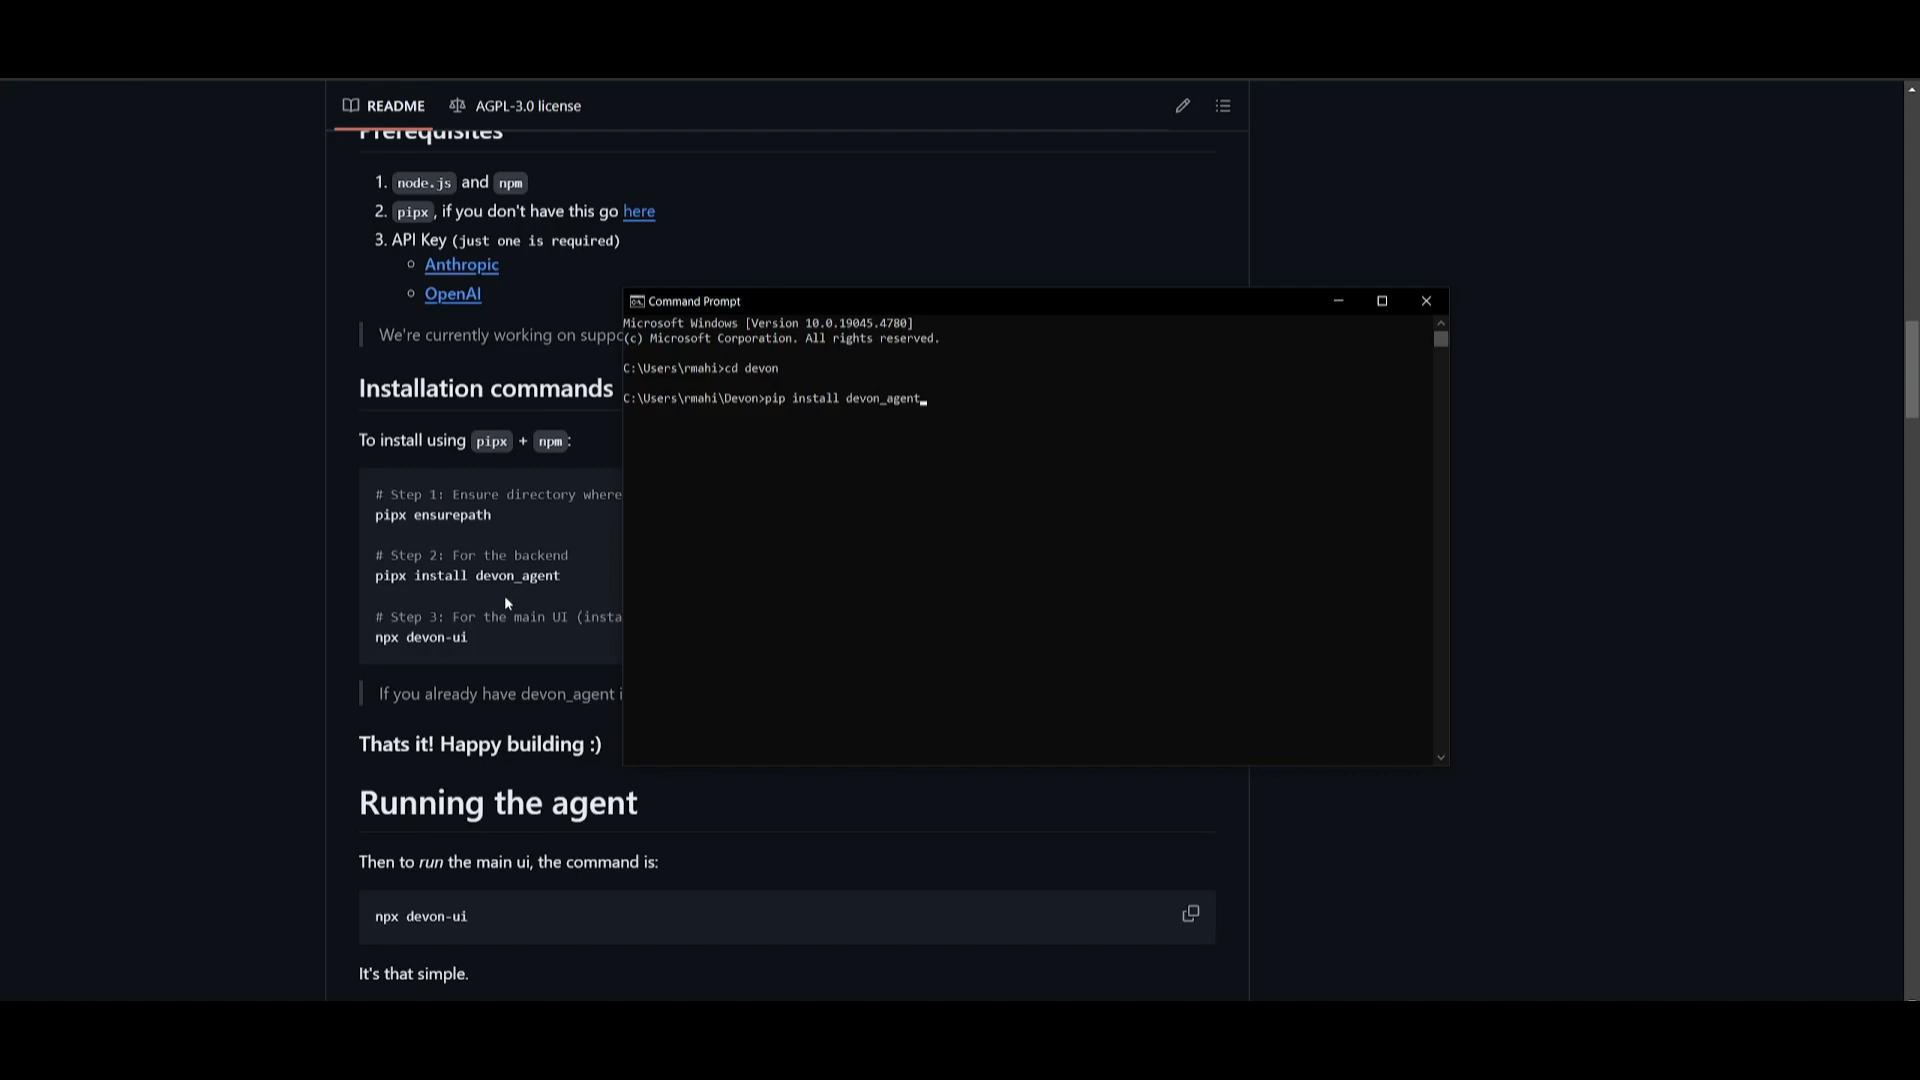 README
AGPL-3.0 license
Prerequisites
1. node.js and npm
2. pipx, if you don't have this go here
3. API Key (just one is required)
Anthropic
OpenAI
We're currently working on suppo
Installation commands
To install using pipx + npm:
# Step 1: Ensure directory where
pipx ensurepath
# Step 2: For the backend
pipx install devon_agent
# Step 3: For the main UI (insta
npx devon-ui
If you already have devon_agent i
Thats it! Happy building :)
Running the agent
Then to run the main ui, the command is:
npx devon-ui
It's that simple.
Command Prompt
Microsoft Windows [Version 10.0.19045.4780]
(c) Microsoft Corporation. All rights reserved.
C:\Users\rmahi>cd devon
C:\Users\rmahi\Devon>pip install devon_agent